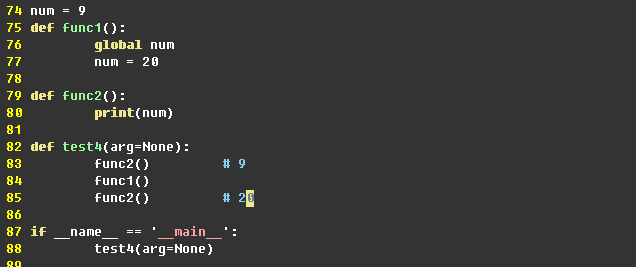 74 num = 9
75 def func1():
76         global num
77         num = 20
78
79 def func2():
80         print(num)
81
82 def test4(arg=None):
83         func2()         # 9
84         func1()
85         func2()         # 20
86
87 if __name__ == '__main__':
88         test4(arg=None)
89